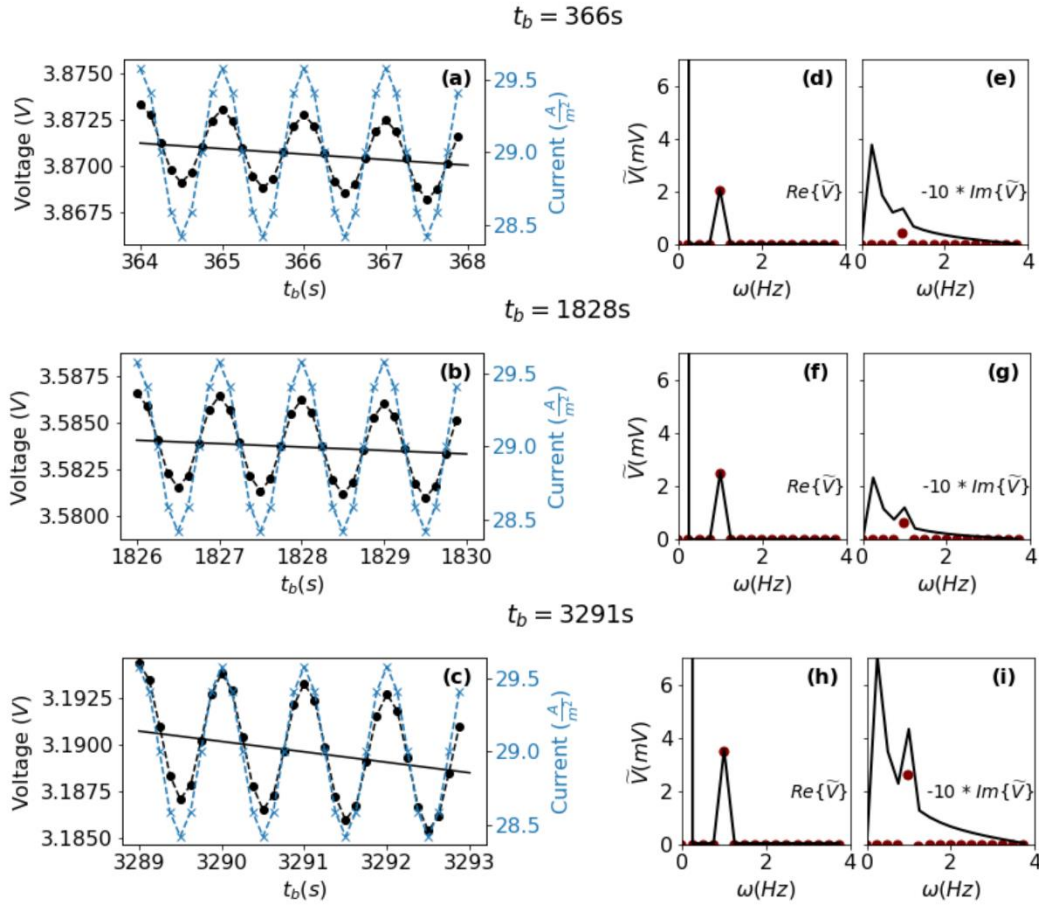 t_b = 366s
(a)
Voltage (V)
3.8750
3.8725
3.8700
3.8675
Current (A/m²)
29.5
29.0
28.5
364 365 366 367 368
t_b(s)
(d)
Ṽ(mV)
6
4
2
0
Re{Ṽ}
0 2 4
ω(Hz)
(e)
-10 * Im{Ṽ}
0 2 4
ω(Hz)
t_b = 1828s
(b)
Voltage (V)
3.5875
3.5850
3.5825
3.5800
Current (A/m²)
29.5
29.0
28.5
1826 1827 1828 1829 1830
t_b(s)
(f)
Ṽ(mV)
6
4
2
0
Re{Ṽ}
0 2 4
ω(Hz)
(g)
-10 * Im{Ṽ}
0 2 4
ω(Hz)
t_b = 3291s
(c)
Voltage (V)
3.1925
3.1900
3.1875
3.1850
Current (A/m²)
29.5
29.0
28.5
3289 3290 3291 3292 3293
t_b(s)
(h)
Ṽ(mV)
6
4
2
0
Re{Ṽ}
0 2 4
ω(Hz)
(i)
-10 * Im{Ṽ}
0 2 4
ω(Hz)